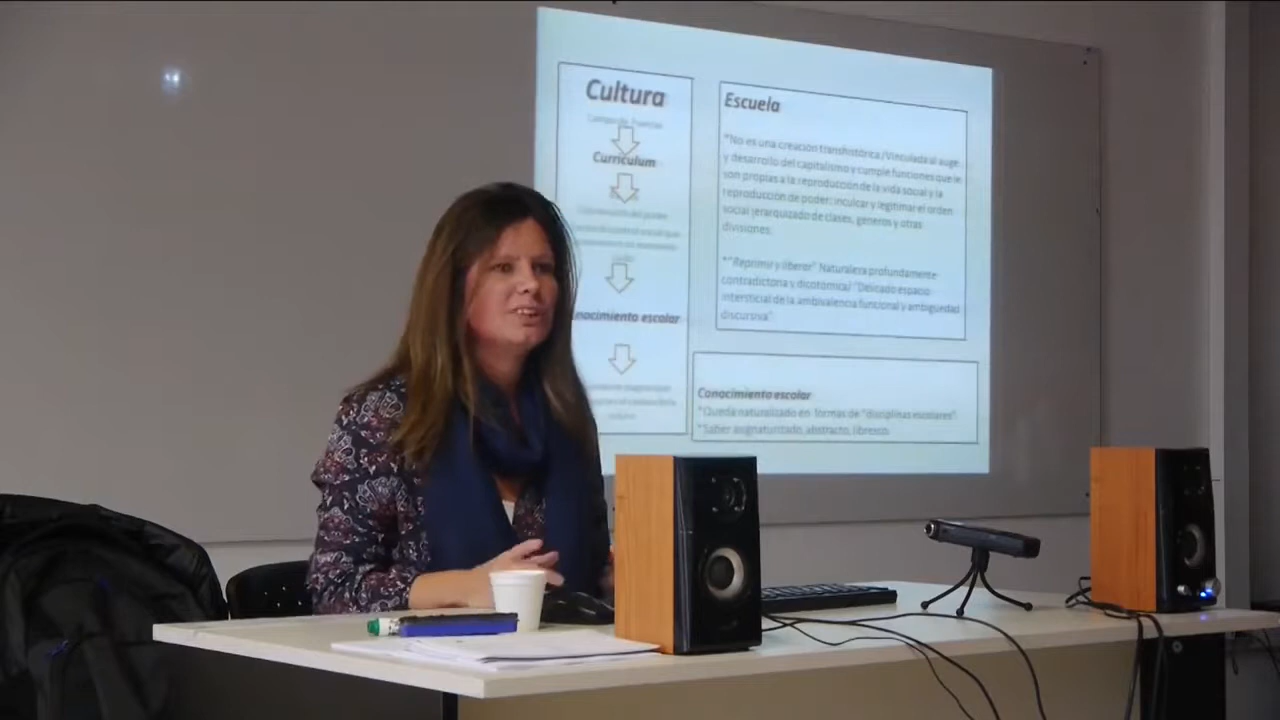 Cultura
Curriculum
Conocimiento escolar
Escuela
*No es una creación transhistórica /Vinculada al auge
y desarrollo del capitalismo y cumple funciones que le
son propias a la reproducción de la vida social y la
reproducción de poder: inculcar y legitimar el orden
social jerarquizado de clases, géneros y otras
divisiones.
*"Reprimir y liberar" Naturaleza profundamente
contradictoria y dicotómica/ "Delicado espacio
intersticial de la ambivalencia funcional y ambigüedad
discursiva"
Conocimiento escolar
*Queda naturalizado en formas de "disciplinas escolares".
*Saber asignaturizado, abstracto, libresco